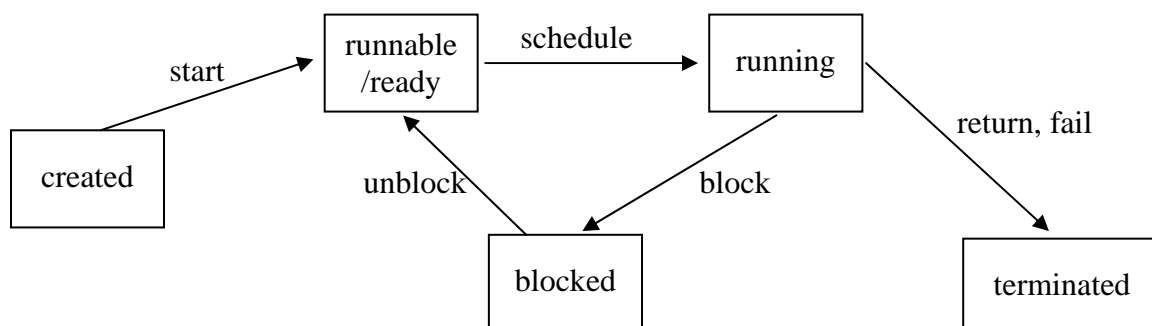 runnable
/ready
schedule
running
start
created
return, fail
unblock
block
blocked
terminated